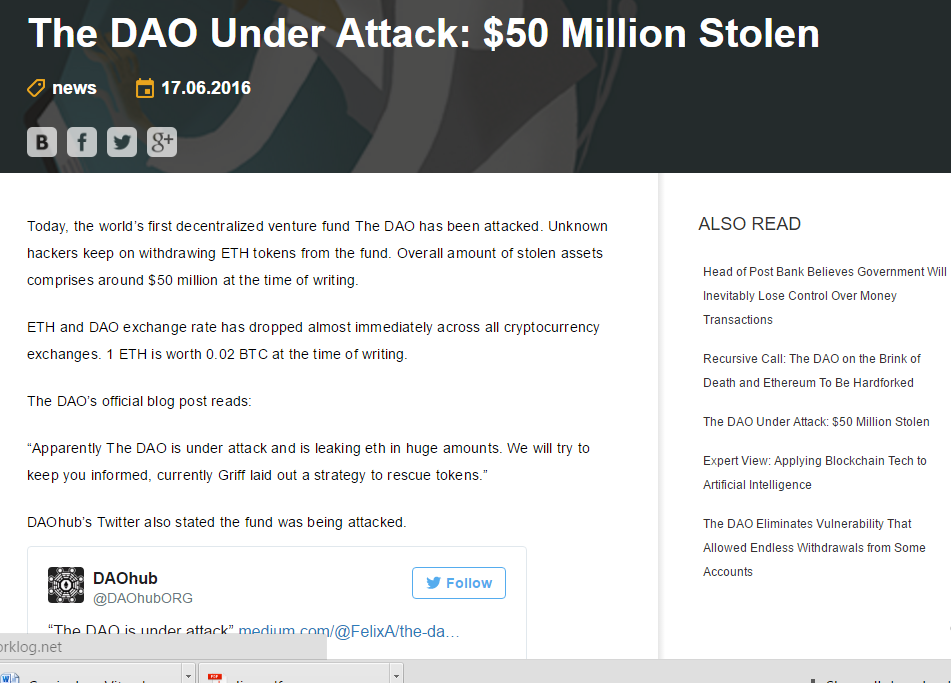 The DAO Under Attack: $50 Million Stolen
news
17.06.2016
B
f
g+
Today, the world's first decentralized venture fund The DAO has been attacked. Unknown
hackers keep on withdrawing ETH tokens from the fund. Overall amount of stolen assets
comprises around $50 million at the time of writing.
ETH and DAO exchange rate has dropped almost immediately across all cryptocurrency
exchanges. 1 ETH is worth 0.02 BTC at the time of writing.
The DAO's official blog post reads:
“Apparently The DAO is under attack and is leaking eth in huge amounts. We will try to
keep you informed, currently Griff laid out a strategy to rescue tokens.”
DAOhub's Twitter also stated the fund was being attacked.
DAOhub
@DAOhubORG
Follow
“The DAO is under attack” medium.com/@FelixA/the-da…
ALSO READ
Head of Post Bank Believes Government Will
Inevitably Lose Control Over Money
Transactions
Recursive Call: The DAO on the Brink of
Death and Ethereum To Be Hardforked
The DAO Under Attack: $50 Million Stolen
Expert View: Applying Blockchain Tech to
Artificial Intelligence
The DAO Eliminates Vulnerability That
Allowed Endless Withdrawals from Some
Accounts
orklog.net